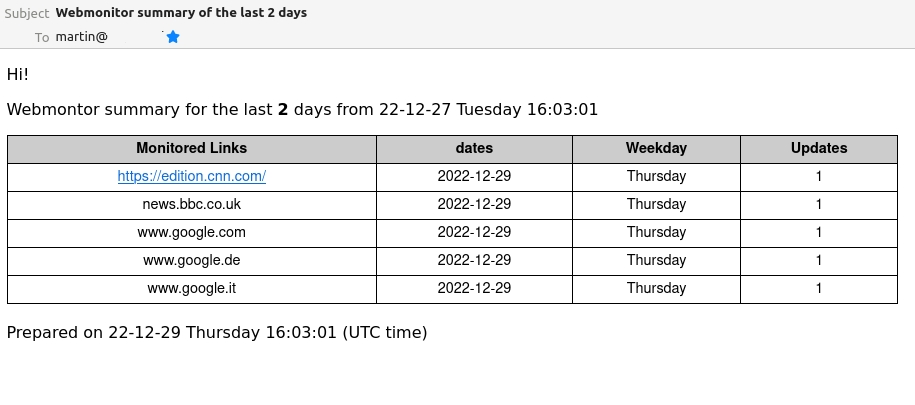 Subject Webmonitor summary of the last 2 days
To martin@
Hi!
Webmontor summary for the last 2 days from 22-12-27 Tuesday 16:03:01
Monitored Links dates Weekday Updates
https://edition.cnn.com/ 2022-12-29 Thursday 1
news.bbc.co.uk 2022-12-29 Thursday 1
www.google.com 2022-12-29 Thursday 1
www.google.de 2022-12-29 Thursday 1
www.google.it 2022-12-29 Thursday 1
Prepared on 22-12-29 Thursday 16:03:01 (UTC time)